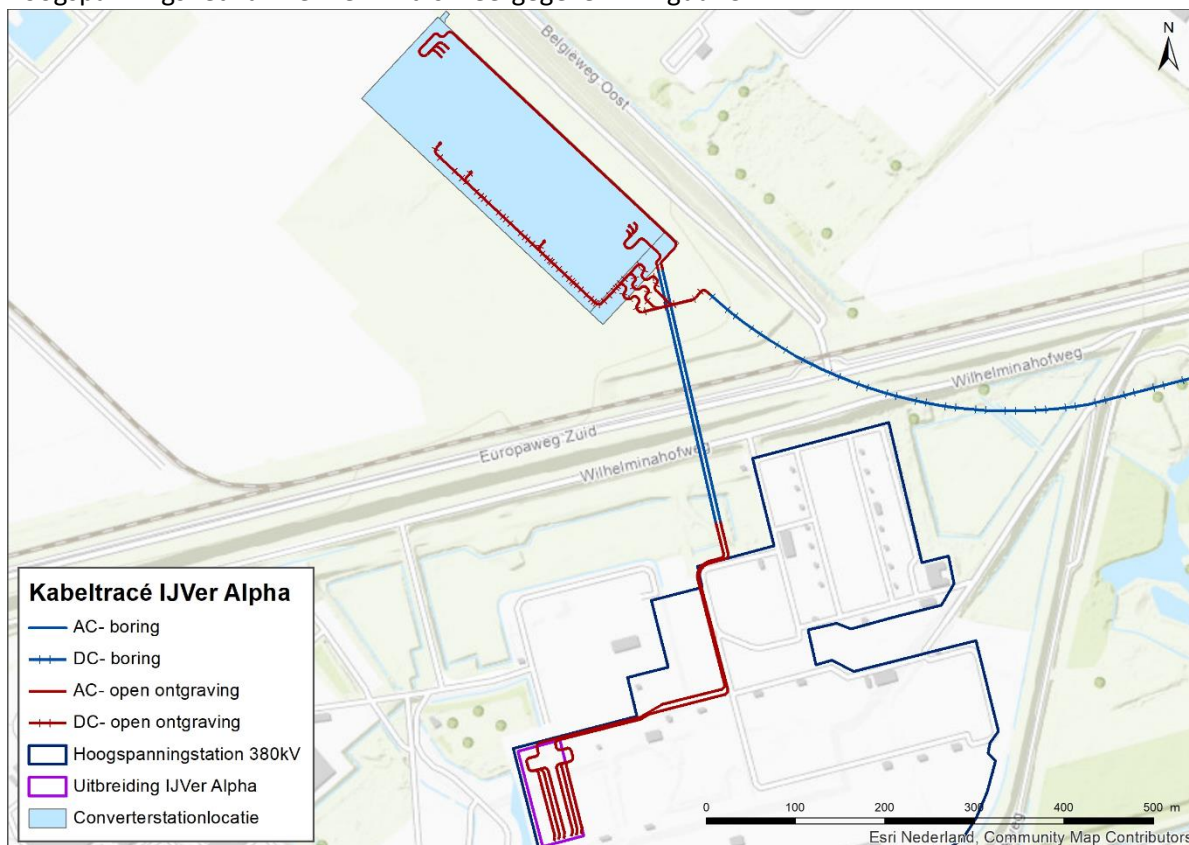 Belgiëweg Oost
N
Wilhelminahofweg
Europaweg Zuid
Wilhelminahofweg
Kabeltracé IJVer Alpha
AC- boring
DC- boring
AC- open ontgraving
DC- open ontgraving
Hoogspanningstation 380kV
Uitbreiding IJVer Alpha
Converterstationlocatie
0 100 200 300 400 500 m
Esri Nederland, Community Map Contributors